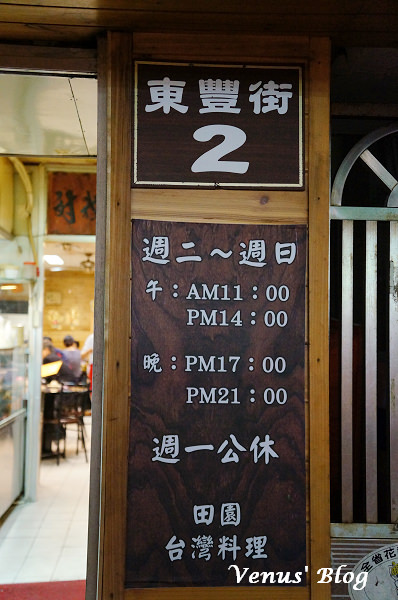 東豐街
2
週二～週日
午：AM11：00
PM14：00
晚：PM17：00
PM21：00
週一公休
田園
台灣料理
Venus' Blog